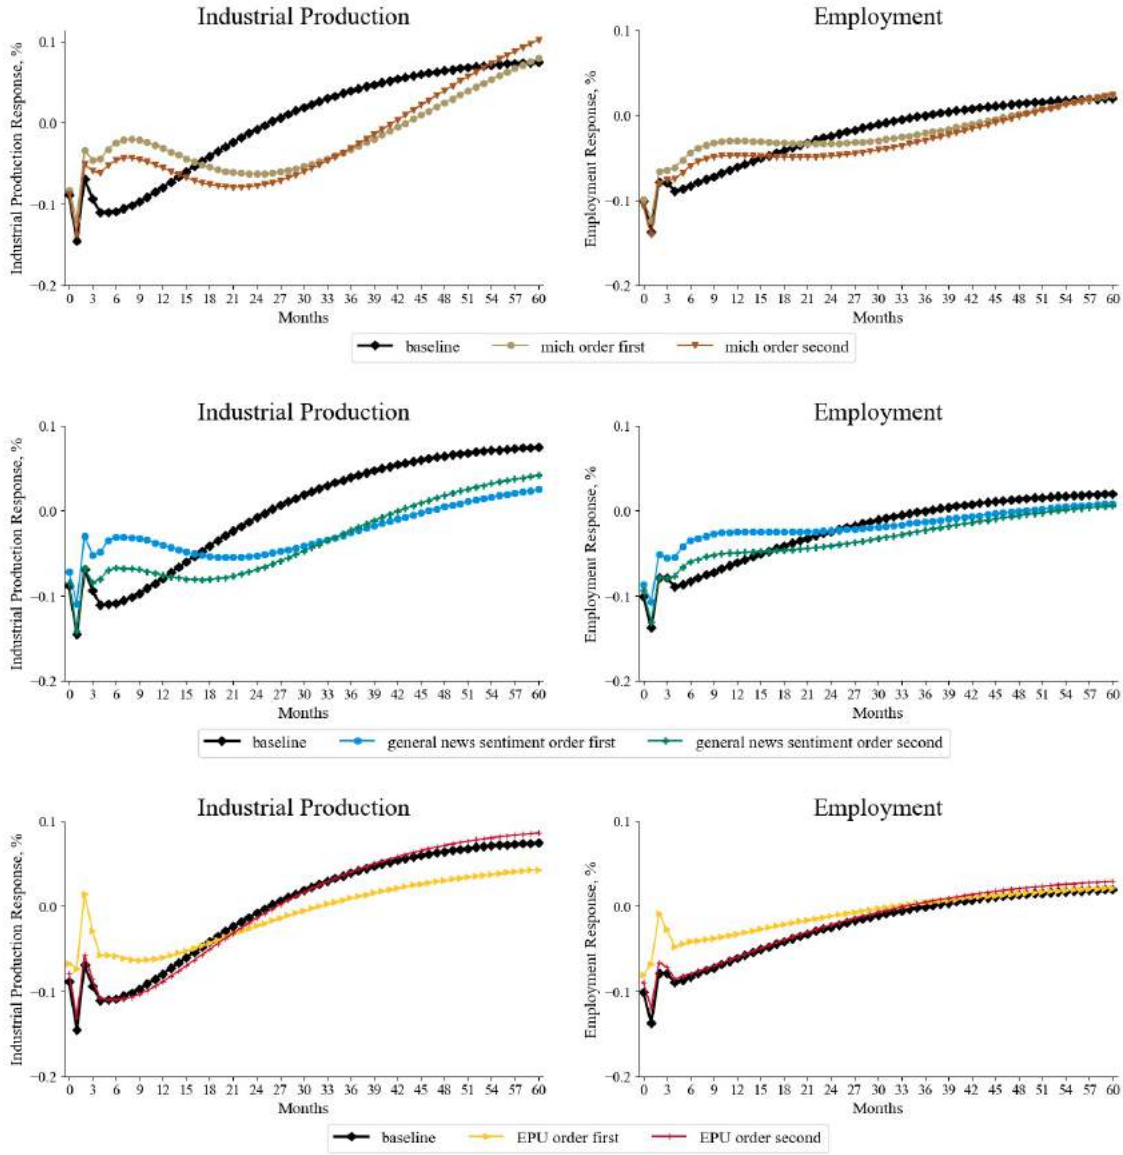 Industrial Production Employment
Industrial Production Response, %
0.1
0.0
−0.1
−0.2
0 3 6 9 12 15 18 21 24 27 30 33 36 39 42 45 48 51 54 57 60
Months
Employment Response, %
0.1
0.0
−0.1
−0.2
0 3 6 9 12 15 18 21 24 27 30 33 36 39 42 45 48 51 54 57 60
Months
baseline mich order first mich order second
Industrial Production Employment
Industrial Production Response, %
0.1
0.0
−0.1
−0.2
0 3 6 9 12 15 18 21 24 27 30 33 36 39 42 45 48 51 54 57 60
Months
Employment Response, %
0.1
0.0
−0.1
−0.2
0 3 6 9 12 15 18 21 24 27 30 33 36 39 42 45 48 51 54 57 60
Months
baseline general news sentiment order first general news sentiment order second
Industrial Production Employment
Industrial Production Response, %
0.1
0.0
−0.1
−0.2
0 3 6 9 12 15 18 21 24 27 30 33 36 39 42 45 48 51 54 57 60
Months
Employment Response, %
0.1
0.0
−0.1
−0.2
0 3 6 9 12 15 18 21 24 27 30 33 36 39 42 45 48 51 54 57 60
Months
baseline EPU order first EPU order second